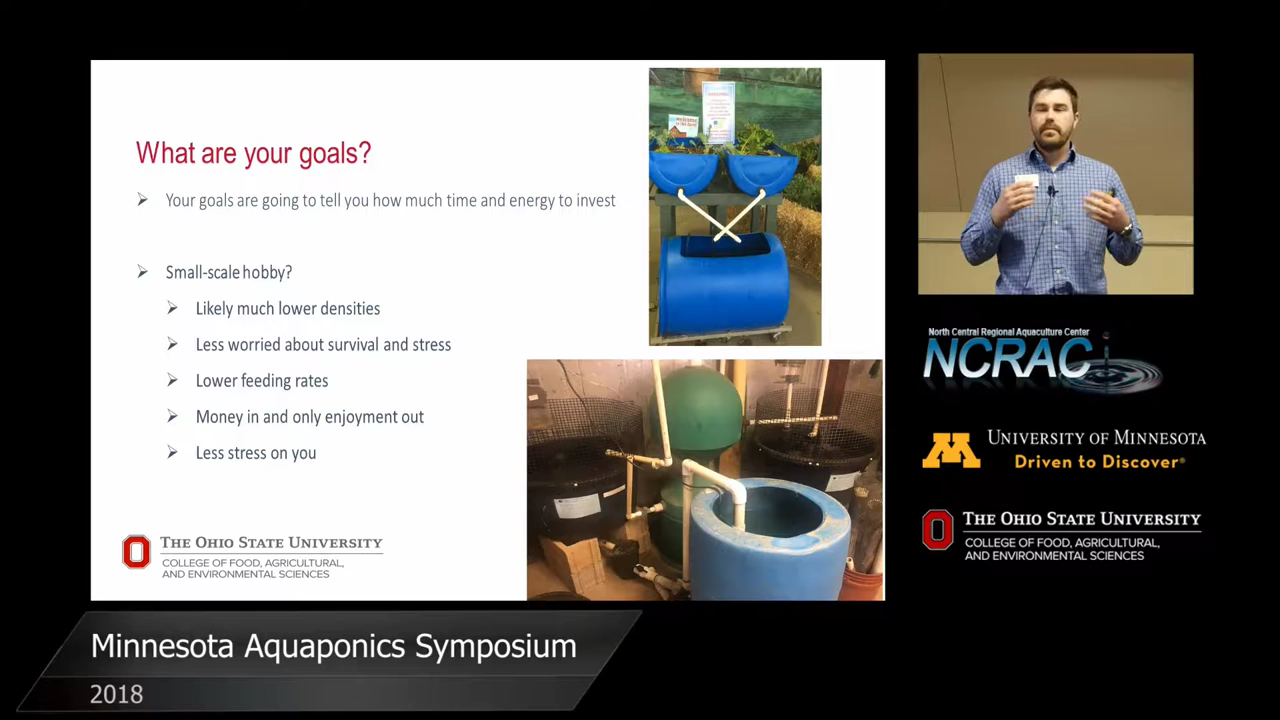 What are your goals?
Your goals are going to tell you how much time and energy to invest
Small-scale hobby?
Likely much lower densities
Less worried about survival and stress
Lower feeding rates
Money in and only enjoyment out
Less stress on you
THE OHIO STATE UNIVERSITY
COLLEGE OF FOOD, AGRICULTURAL,
AND ENVIRONMENTAL SCIENCES
North Central Regional Aquaculture Center
NCRAC
UNIVERSITY OF MINNESOTA
Driven to Discover®
THE OHIO STATE UNIVERSITY
COLLEGE OF FOOD, AGRICULTURAL,
AND ENVIRONMENTAL SCIENCES
Minnesota Aquaponics Symposium
2018